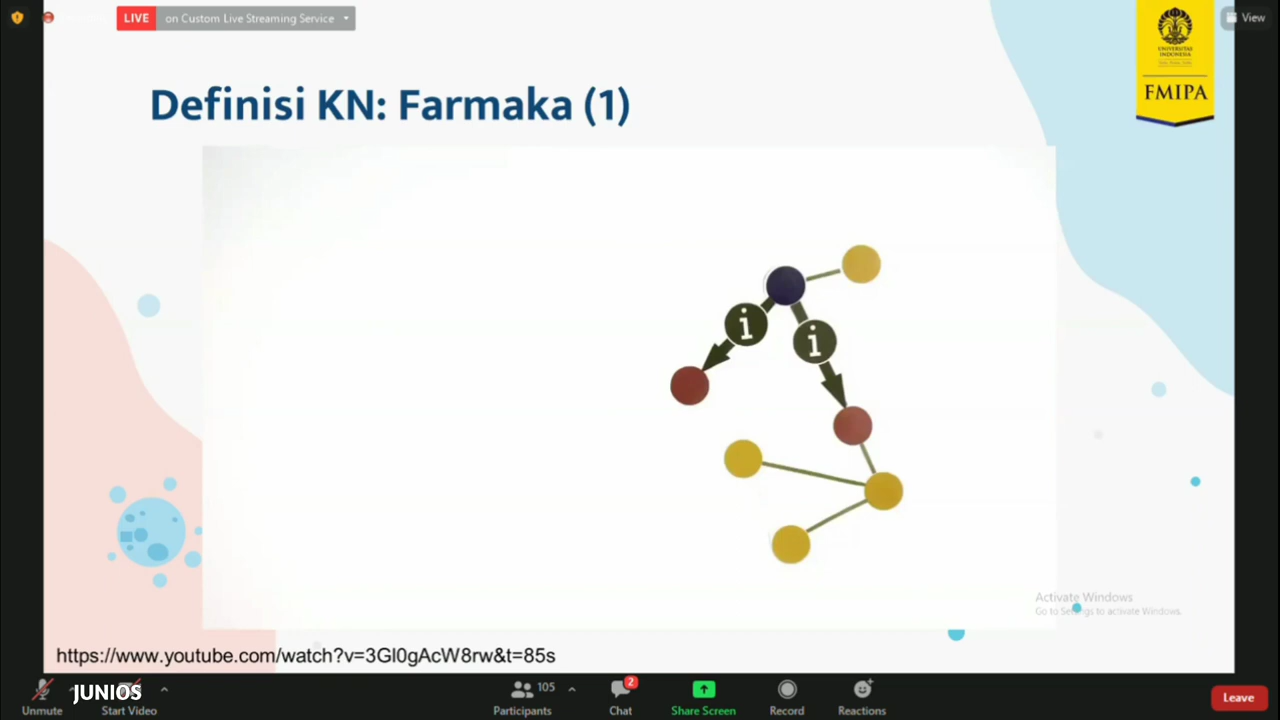 LIVE on Custom Live Streaming Service
View
UNIVERSITAS
INDONESIA
FMIPA
Definisi KN: Farmaka (1)
i
i
Activate Windows
Go to Settings to activate Windows.
https://www.youtube.com/watch?v=3Gl0gAcW8rw&t=85s
JUNIOS
Unmute
Start Video
105
Participants
2
Chat
Share Screen
Record
Reactions
Leave